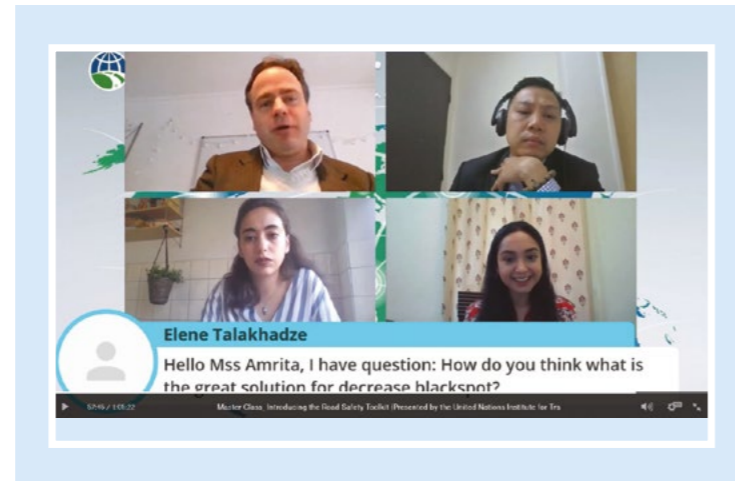 Elene Talakhadze
Hello Mss Amrita, I have question: How do you think what is
the great solution for decrease blackspot?
Master Class, Introducing the Road Safety Toolkit (Presented by the United Nations Institute for Tra